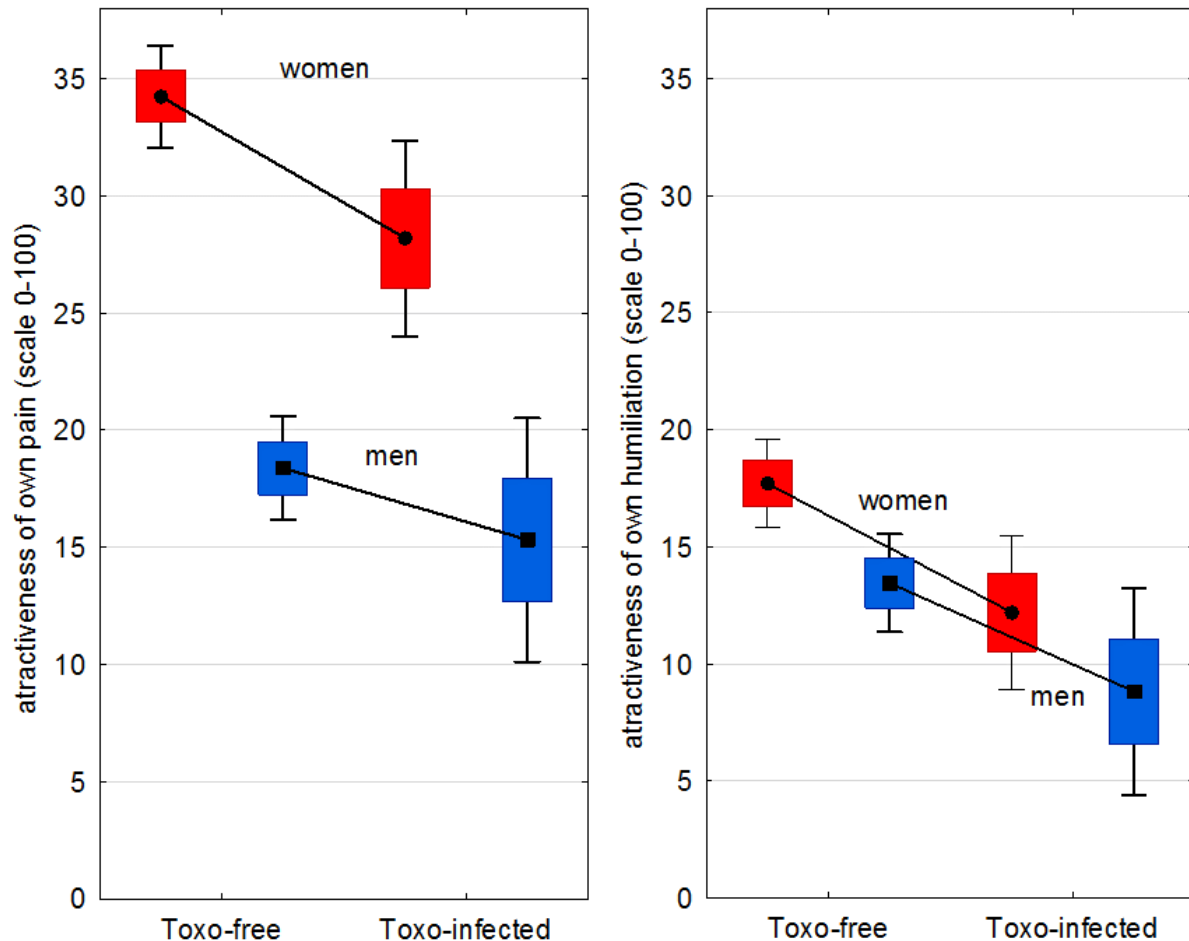 atractiveness of own pain (scale 0-100)
35
30
25
20
15
10
5
0
women
men
Toxo-free
Toxo-infected
atractiveness of own humiliation (scale 0-100)
35
30
25
20
15
10
5
0
women
men
Toxo-free
Toxo-infected